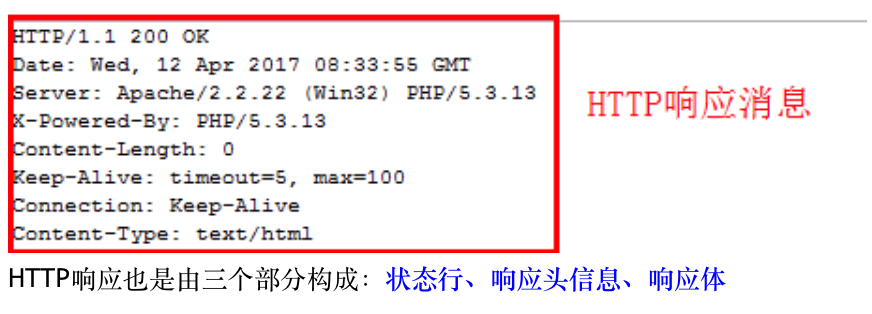 HTTP/1.1 200 OK
Date: Wed, 12 Apr 2017 08:33:55 GMT
Server: Apache/2.2.22 (Win32) PHP/5.3.13
X-Powered-By: PHP/5.3.13
Content-Length: 0
Keep-Alive: timeout=5, max=100
Connection: Keep-Alive
Content-Type: text/html
HTTP响应消息
HTTP响应也是由三个部分构成：状态行、响应头信息、响应体